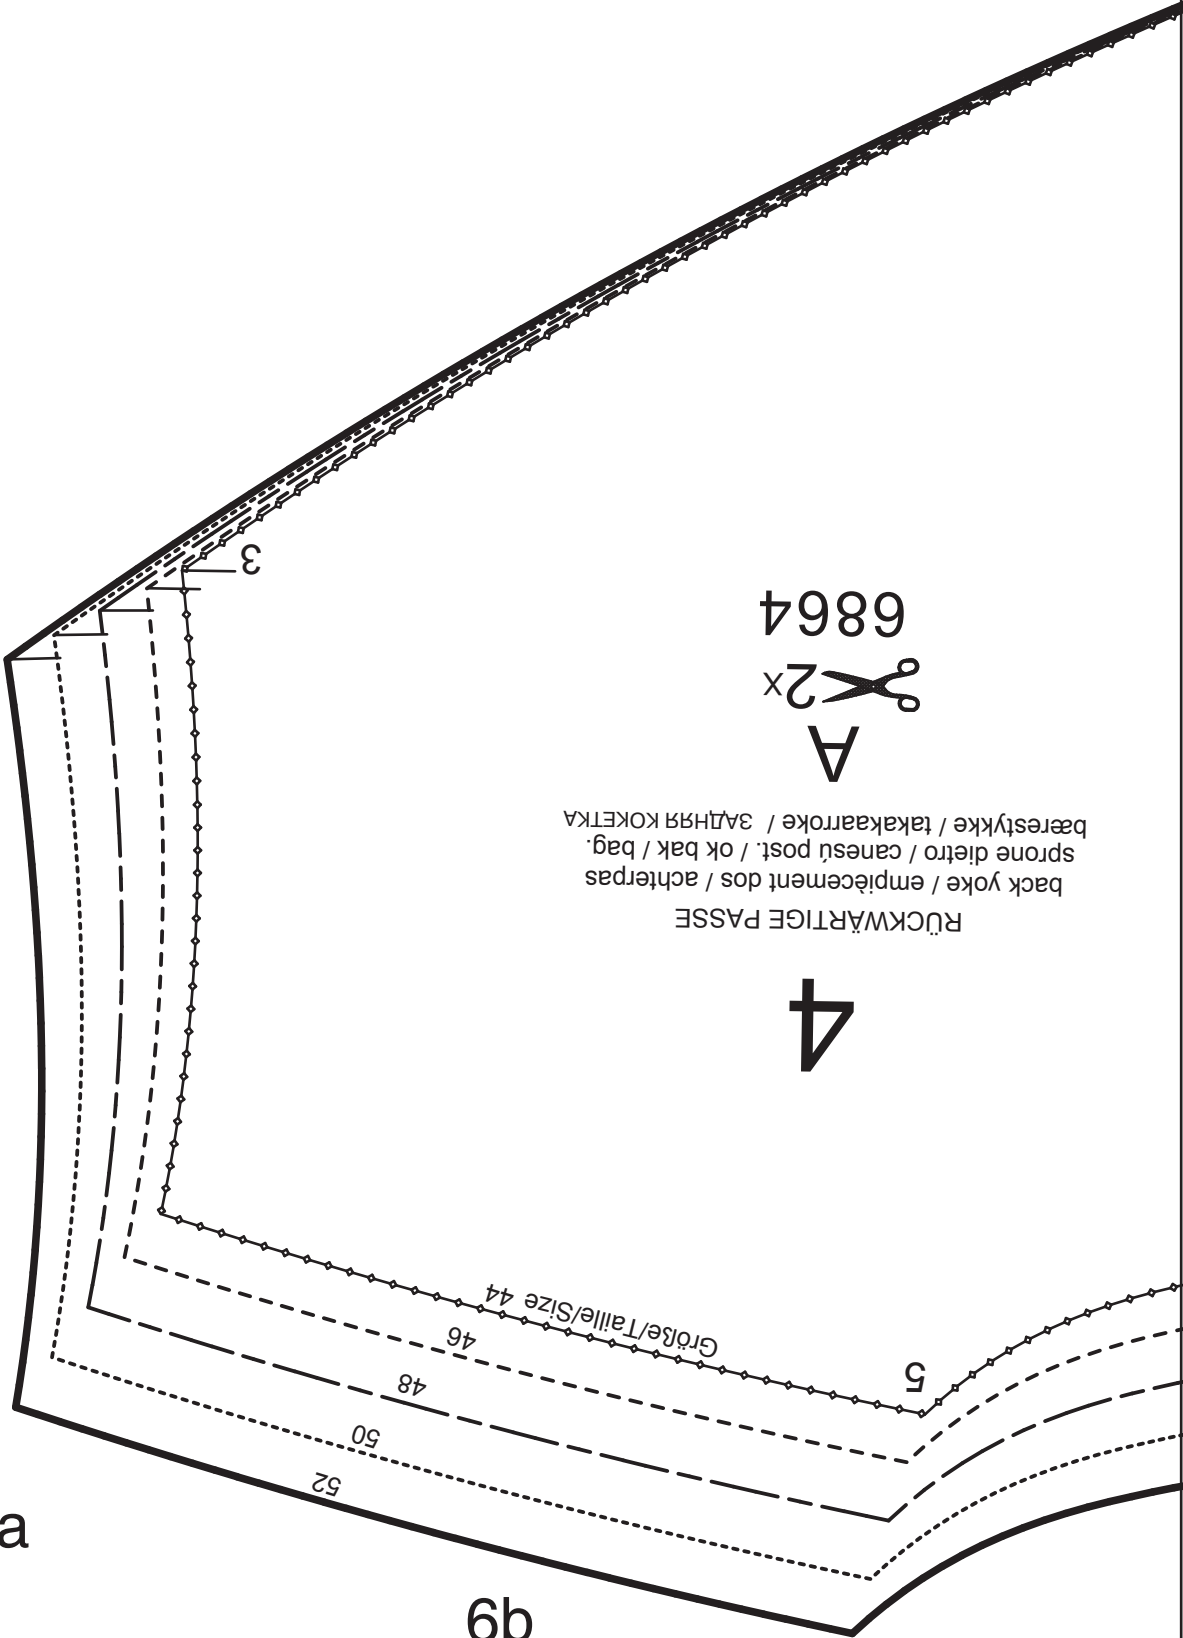 4
RÜCKWÄRTIGE PASSE
back yoke / empiècement dos / achterpas
sprone dietro / canesú post. / ok bak / bag.
bærestykke / takakaarroke / ЗАДНЯЯ КОКЕТКА
A
2x
6864
3
5
Größe/Taille/Size 44
46
48
50
52
a
6b